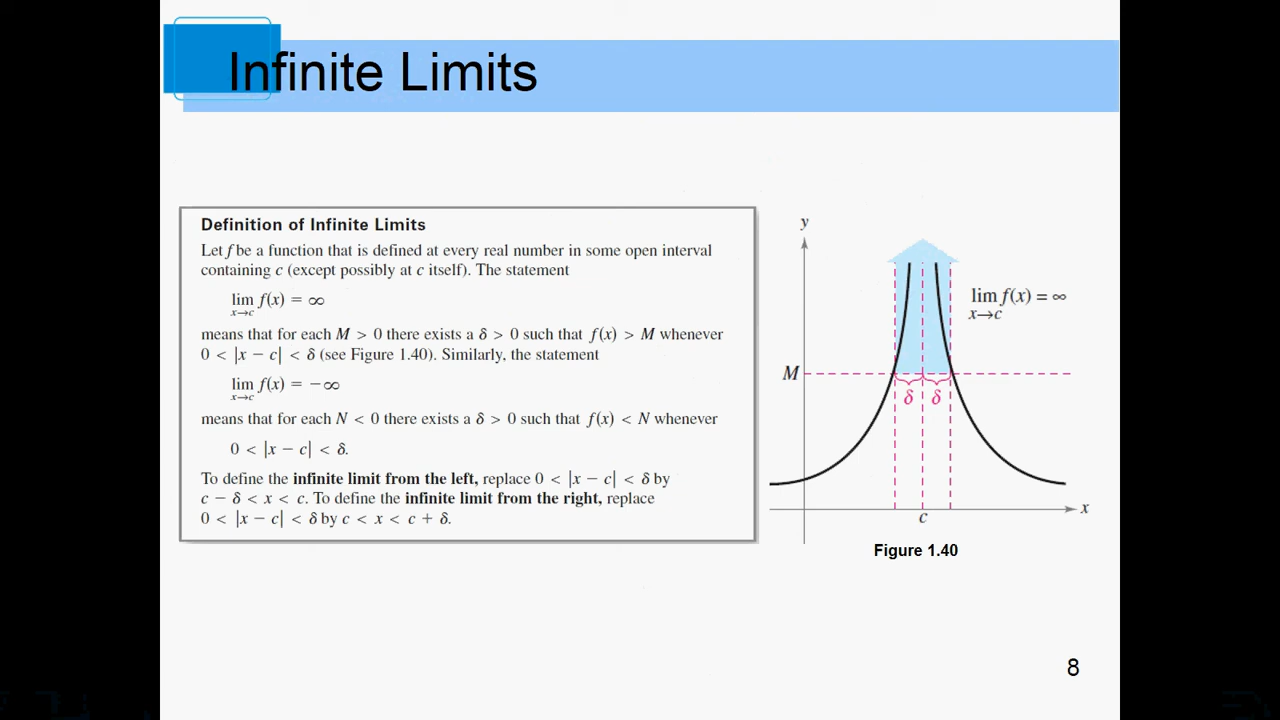 Infinite Limits
Definition of Infinite Limits
Let f be a function that is defined at every real number in some open interval
containing c (except possibly at c itself). The statement
lim f(x) = ∞
x→c
means that for each M > 0 there exists a δ > 0 such that f(x) > M whenever
0 < |x − c| < δ (see Figure 1.40). Similarly, the statement
lim f(x) = −∞
x→c
means that for each N < 0 there exists a δ > 0 such that f(x) < N whenever
0 < |x − c| < δ.
To define the infinite limit from the left, replace 0 < |x − c| < δ by
c − δ < x < c. To define the infinite limit from the right, replace
0 < |x − c| < δ by c < x < c + δ.
y
lim f(x) = ∞
x→c
M
δ δ
x
c
Figure 1.40
8